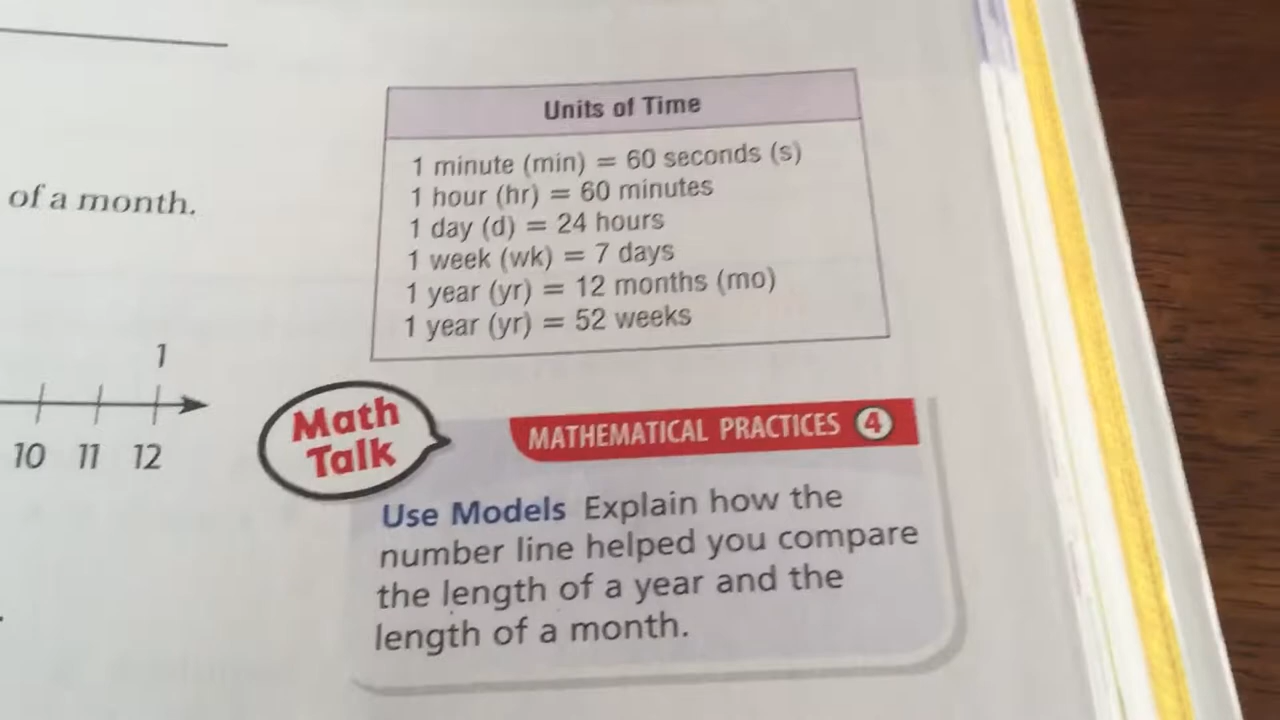 Units of Time
1 minute (min) = 60 seconds (s)
1 hour (hr) = 60 minutes
1 day (d) = 24 hours
1 week (wk) = 7 days
1 year (yr) = 12 months (mo)
1 year (yr) = 52 weeks
of a month.
1
10 11 12
Math
Talk
MATHEMATICAL PRACTICES 4
Use Models Explain how the
number line helped you compare
the length of a year and the
length of a month.